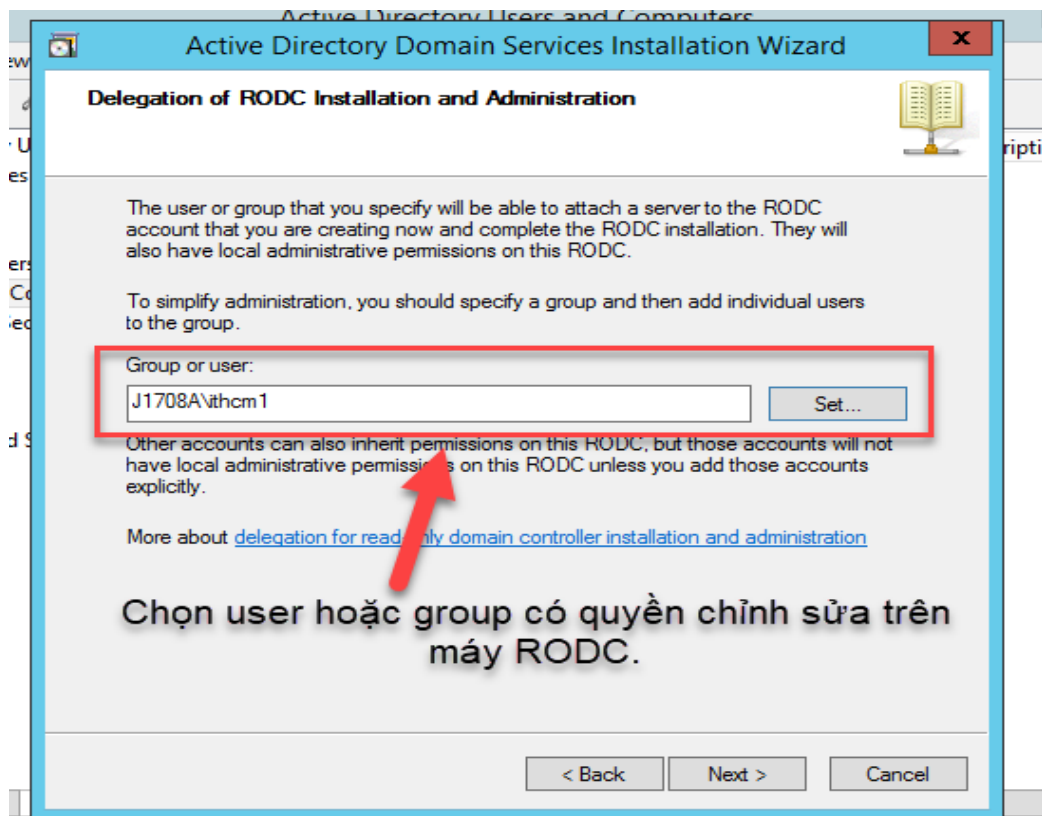 Active Directory Users and Computers
Active Directory Domain Services Installation Wizard
x
Delegation of RODC Installation and Administration
The user or group that you specify will be able to attach a server to the RODC
account that you are creating now and complete the RODC installation. They will
also have local administrative permissions on this RODC.
To simplify administration, you should specify a group and then add individual users
to the group.
Group or user:
J1708A\ithcm1
Set...
Other accounts can also inherit permissions on this RODC, but those accounts will not
have local administrative permissions on this RODC unless you add those accounts
explicitly.
More about delegation for read-only domain controller installation and administration
Chọn user hoặc group có quyền chỉnh sửa trên
máy RODC.
< Back
Next >
Cancel